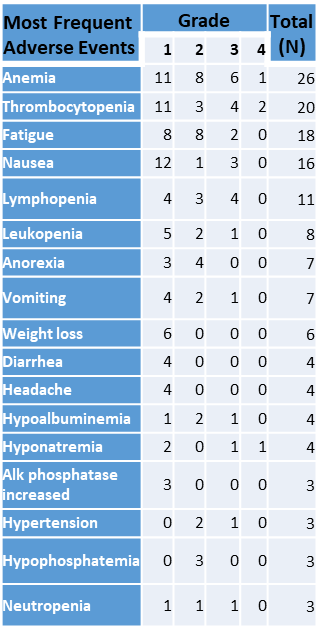 Most Frequent Grade Total
Adverse Events 1 2 3 4 (N)
Anemia 11 8 6 1 26
Thrombocytopenia 11 3 4 2 20
Fatigue 8 8 2 0 18
Nausea 12 1 3 0 16
Lymphopenia 4 3 4 0 11
Leukopenia 5 2 1 0 8
Anorexia 3 4 0 0 7
Vomiting 4 2 1 0 7
Weight loss 6 0 0 0 6
Diarrhea 4 0 0 0 4
Headache 4 0 0 0 4
Hypoalbuminemia 1 2 1 0 4
Hyponatremia 2 0 1 1 4
Alk phosphatase
increased 3 0 0 0 3
Hypertension 0 2 1 0 3
Hypophosphatemia 0 3 0 0 3
Neutropenia 1 1 1 0 3